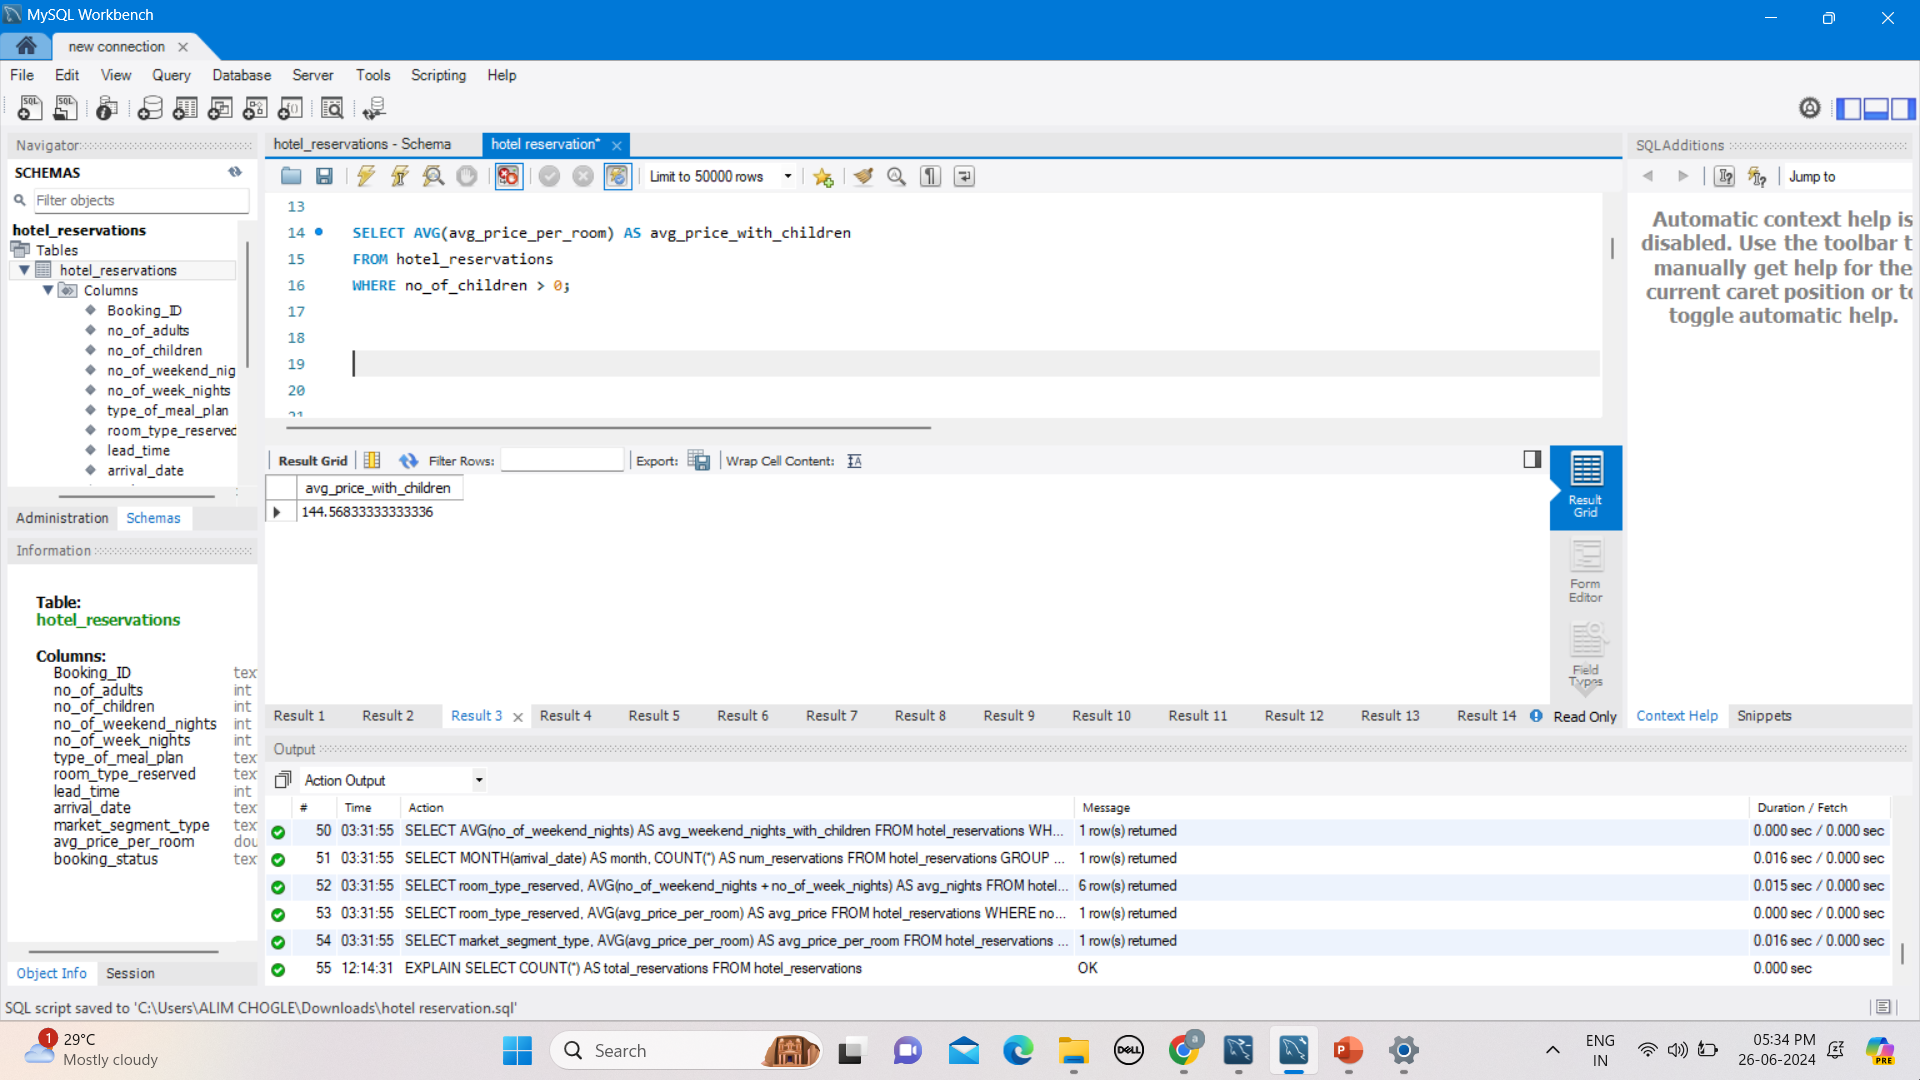 MySQL Workbench
new connection
File Edit View Query Database Server Tools Scripting Help
Navigator
SCHEMAS
Filter objects
hotel_reservations
Tables
hotel_reservations
Columns
Booking_ID
no_of_adults
no_of_children
no_of_weekend_nig
no_of_week_nights
type_of_meal_plan
room_type_reserved
lead_time
arrival_date
Administration Schemas
Information
Table:
hotel_reservations
Columns:
Booking_ID tex
no_of_adults int
no_of_children int
no_of_weekend_nights int
no_of_week_nights int
type_of_meal_plan tex
room_type_reserved tex
lead_time int
arrival_date tex
market_segment_type tex
avg_price_per_room dou
booking_status tex
Object Info Session
hotel_reservations - Schema hotel reservation*
Limit to 50000 rows
13
14 SELECT AVG(avg_price_per_room) AS avg_price_with_children
15 FROM hotel_reservations
16 WHERE no_of_children > 0;
17
18
19
20
21
Result Grid Filter Rows: Export: Wrap Cell Content:
avg_price_with_children
144.56833333333336
Result Grid
Form Editor
Field Types
Result 1 Result 2 Result 3 Result 4 Result 5 Result 6 Result 7 Result 8 Result 9 Result 10 Result 11 Result 12 Result 13 Result 14 Read Only
SQLAdditions
Jump to
Automatic context help is
disabled. Use the toolbar t
manually get help for the
current caret position or to
toggle automatic help.
Context Help Snippets
Output
Action Output
# Time Action Message Duration / Fetch
50 03:31:55 SELECT AVG(no_of_weekend_nights) AS avg_weekend_nights_with_children FROM hotel_reservations WH... 1 row(s) returned 0.000 sec / 0.000 sec
51 03:31:55 SELECT MONTH(arrival_date) AS month, COUNT(*) AS num_reservations FROM hotel_reservations GROUP ... 1 row(s) returned 0.016 sec / 0.000 sec
52 03:31:55 SELECT room_type_reserved, AVG(no_of_weekend_nights + no_of_week_nights) AS avg_nights FROM hotel... 6 row(s) returned 0.015 sec / 0.000 sec
53 03:31:55 SELECT room_type_reserved, AVG(avg_price_per_room) AS avg_price FROM hotel_reservations WHERE no... 1 row(s) returned 0.000 sec / 0.000 sec
54 03:31:55 SELECT market_segment_type, AVG(avg_price_per_room) AS avg_price_per_room FROM hotel_reservations ... 1 row(s) returned 0.016 sec / 0.000 sec
55 12:14:31 EXPLAIN SELECT COUNT(*) AS total_reservations FROM hotel_reservations OK 0.000 sec
SQL script saved to 'C:\Users\ALIM CHOGLE\Downloads\hotel reservation.sql'
1 29°C
Mostly cloudy
Search
DELL
a
ENG
IN
05:34 PM
26-06-2024
PRE